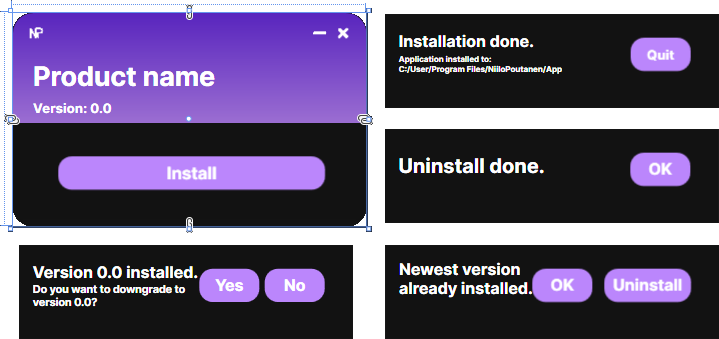 NP
Product name
Version: 0.0
Install
Installation done.
Application installed to:
C:/User/Program Files/NiiloPoutanen/App
Quit
Uninstall done.
OK
Version 0.0 installed.
Do you want to downgrade to
version 0.0?
Yes
No
Newest version
already installed.
OK
Uninstall